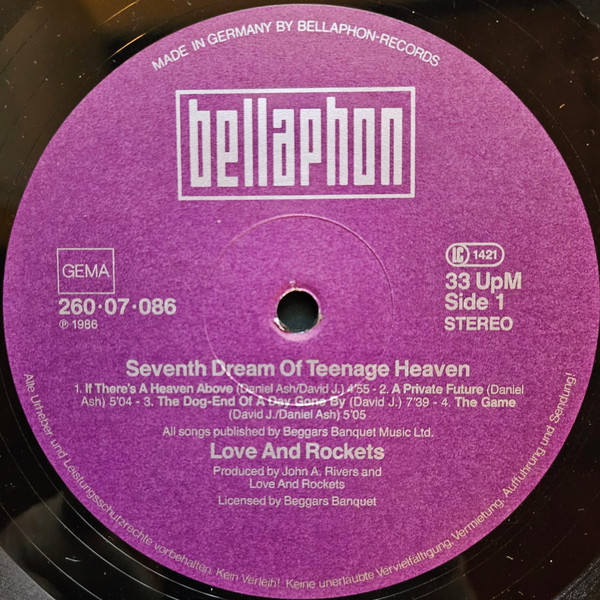 MADE IN GERMANY BY BELLAPHON-RECORDS
bellaphon
GEMA
260·07·086
℗ 1986
LC 1421
33 UpM
Side 1
STEREO
Seventh Dream Of Teenage Heaven
1. If There's A Heaven Above (Daniel Ash/David J.) 4'55 - 2. A Private Future (Daniel
Ash) 5'04 - 3. The Dog-End Of A Day Gone By (David J.) 7'39 - 4. The Game
(David J./Daniel Ash) 5'05
All songs published by Beggars Banquet Music Ltd.
Love And Rockets
Produced by John A. Rivers and
Love And Rockets
Licensed by Beggars Banquet
Alle Urheber und Leistungsschutzrechte vorbehalten. Kein Verleih! Keine unerlaubte Vervielfältigung, Vermietung, Aufführung und Sendung!